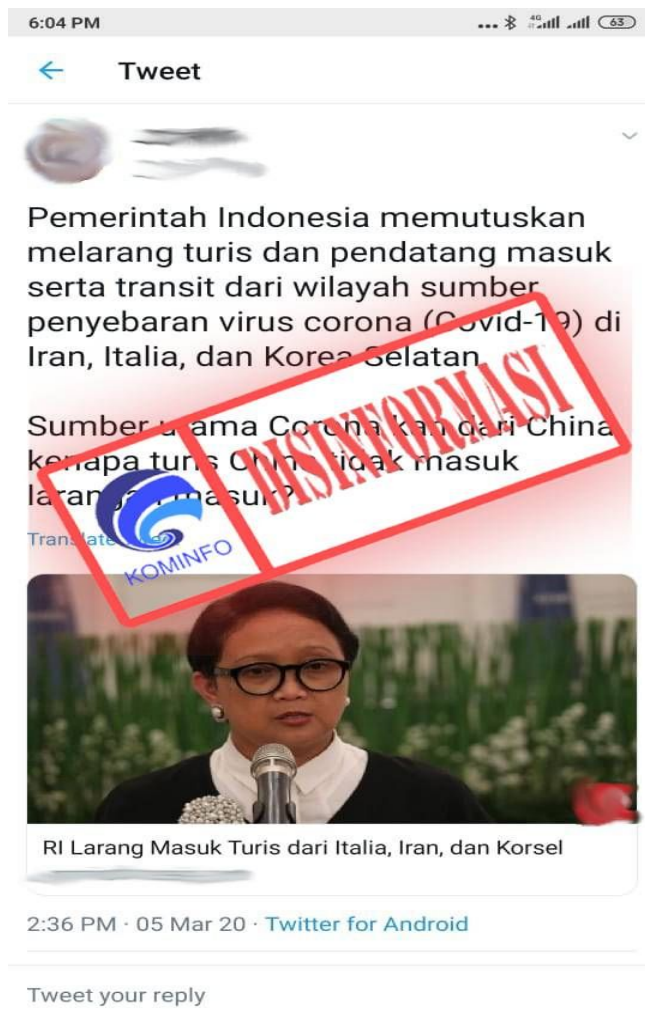 6:04 PM
4G
63
Tweet
Pemerintah Indonesia memutuskan
melarang turis dan pendatang masuk
serta transit dari wilayah sumber
penyebaran virus corona (Covid-19) di
Iran, Italia, dan Korea Selatan
Sumber utama Corona kan dari China
kenapa turis China tidak masuk
larangan masuk?
DISINFORMASI
KOMINFO
RI Larang Masuk Turis dari Italia, Iran, dan Korsel
2:36 PM · 05 Mar 20 · Twitter for Android
Tweet your reply